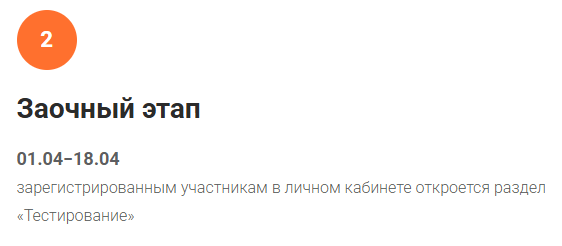 2
Заочный этап
01.04–18.04
зарегистрированным участникам в личном кабинете откроется раздел
«Тестирование»